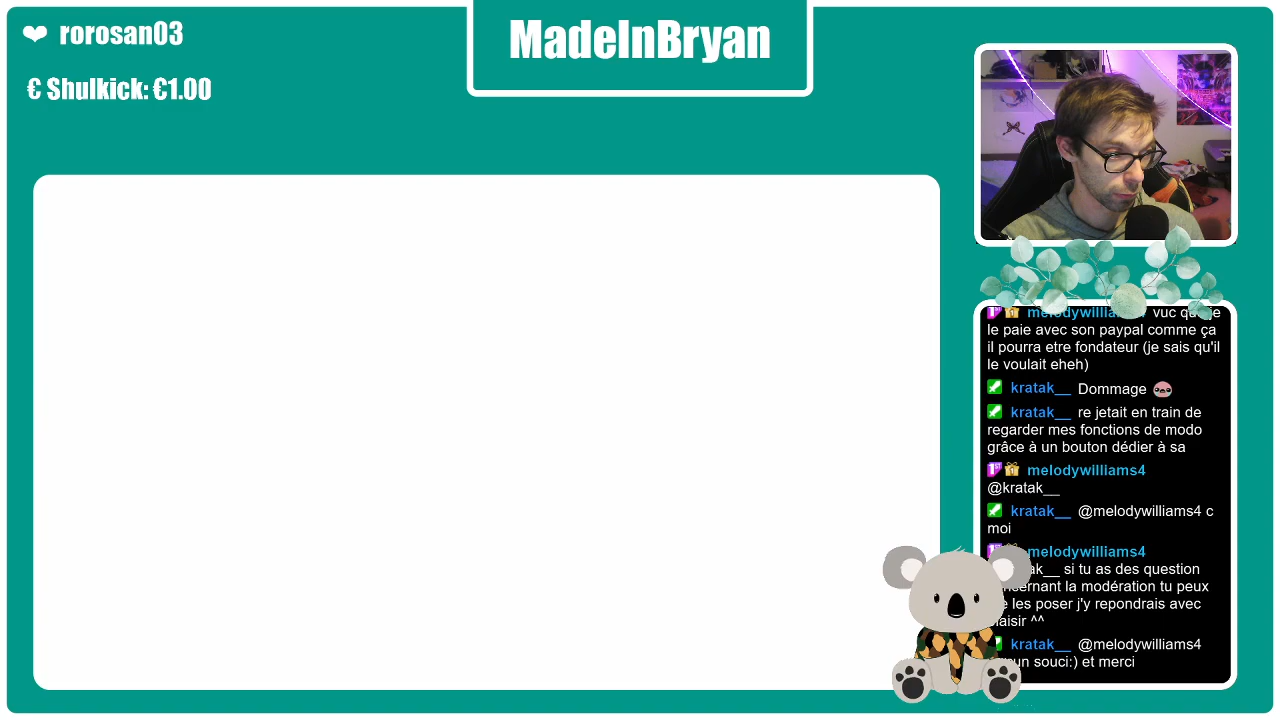 ❤ rorosan03
€ Shulkick: €1.00
MadeInBryan
vuc
le paie avec son paypal comme ça
il pourra etre fondateur (je sais qu'il
le voulait eheh)
kratak__ Dommage
kratak__ re jetait en train de
regarder mes fonctions de modo
grâce à un bouton dédier à sa
melodywilliams4
@kratak__
kratak__ @melodywilliams4 c
moi
melodywilliams4
si tu as des question
la modération tu peux
les poser j'y repondrais avec
^^
kratak__ @melodywilliams4
souci:) et merci